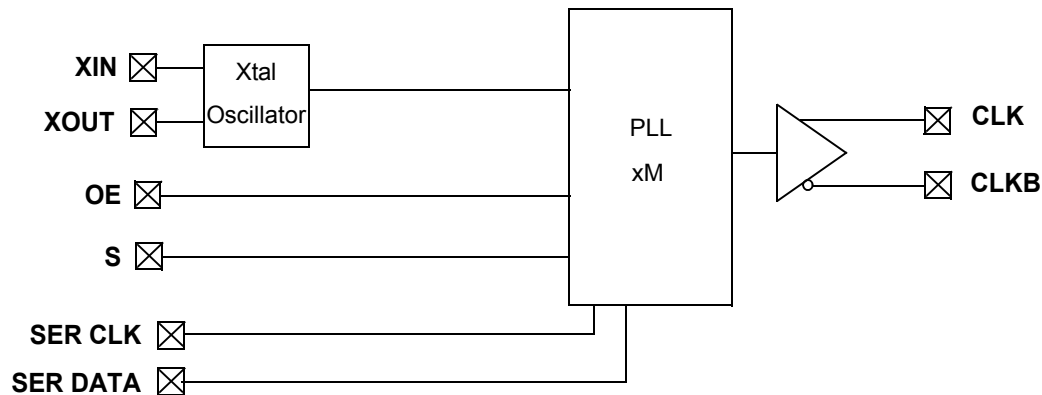 XIN
XOUT
Xtal
Oscillator
OE
S
SER CLK
SER DATA
PLL
xM
CLK
CLKB